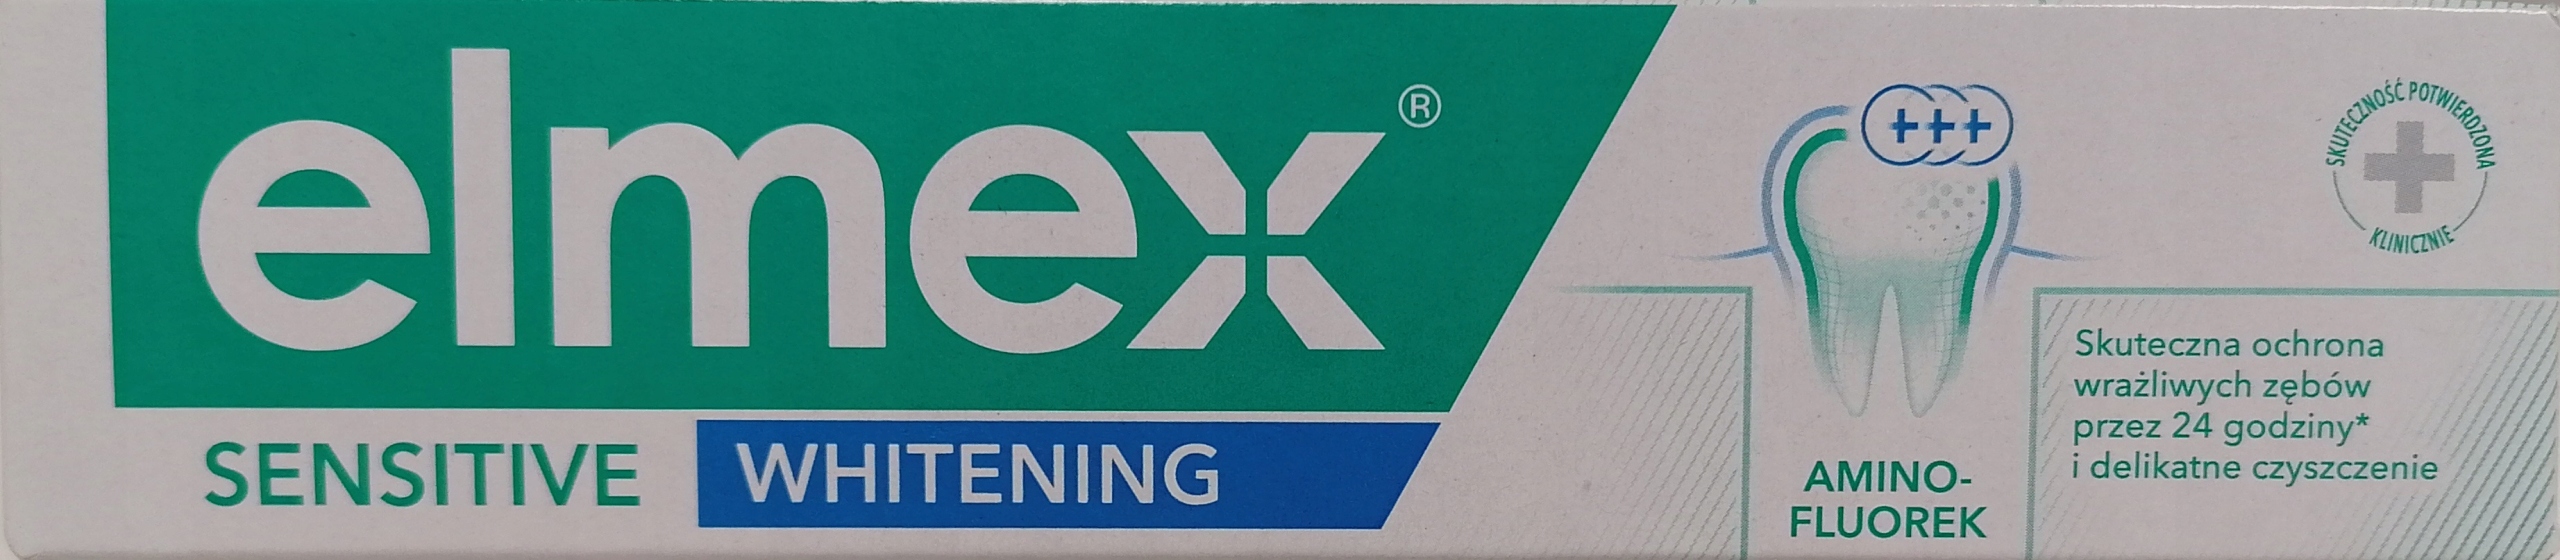 elmex®
SENSITIVE WHITENING
+++
AMINO-
FLUOREK
SKUTECZNOŚĆ POTWIERDZONA
KLINICZNIE
Skuteczna ochrona
wrażliwych zębów
przez 24 godziny*
i delikatne czyszczenie